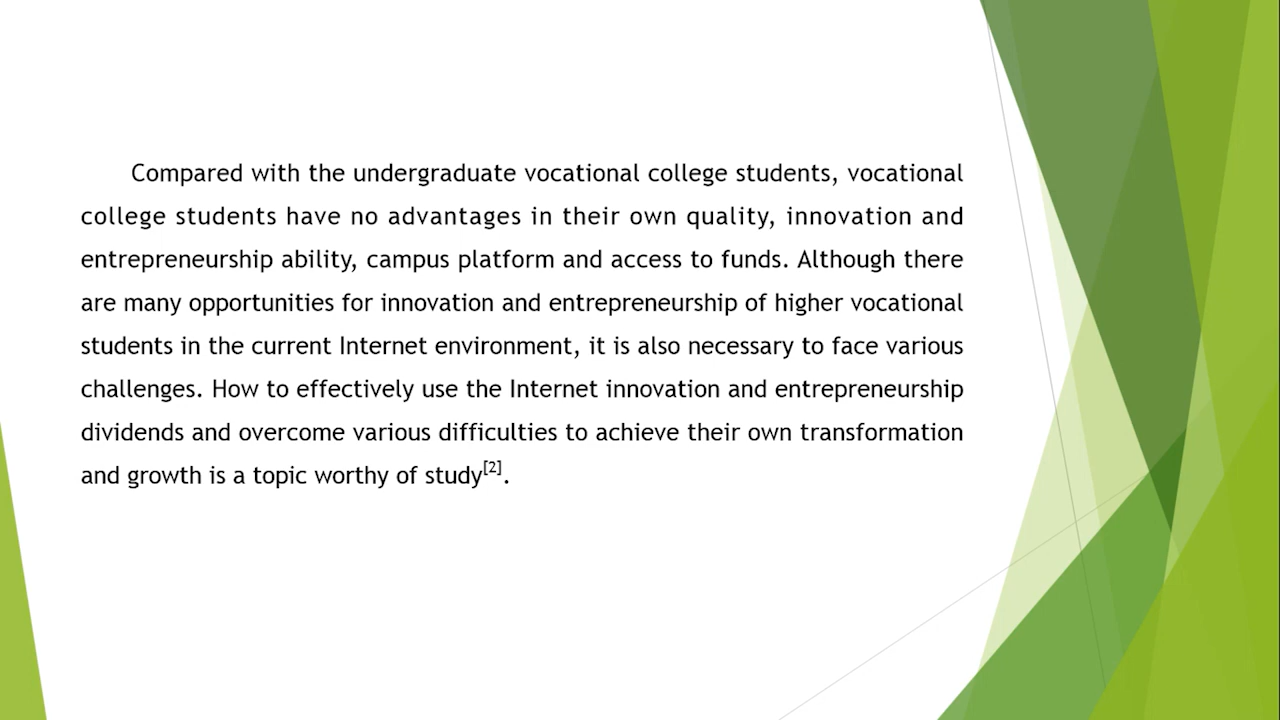 Compared with the undergraduate vocational college students, vocational
college students have no advantages in their own quality, innovation and
entrepreneurship ability, campus platform and access to funds. Although there
are many opportunities for innovation and entrepreneurship of higher vocational
students in the current Internet environment, it is also necessary to face various
challenges. How to effectively use the Internet innovation and entrepreneurship
dividends and overcome various difficulties to achieve their own transformation
and growth is a topic worthy of study[2].